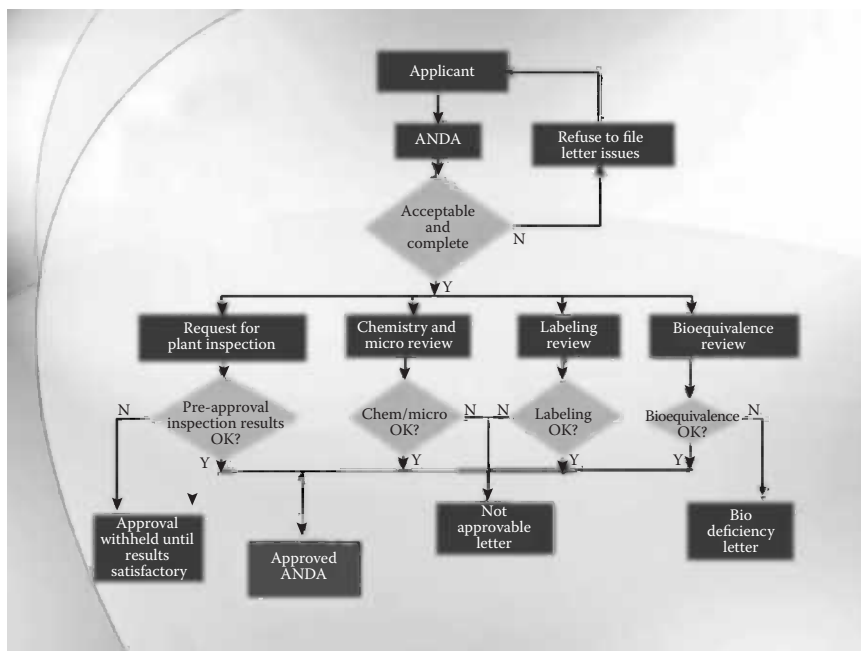 Applicant
ANDA
Refuse to file
letter issues
Acceptable
and
complete
N
Y
Request for
plant inspection
Chemistry and
micro review
Labeling
review
Bioequivalence
review
N
Pre-approval
inspection results
OK?
Y
Chem/micro
OK?
N
Y
N
Labeling
OK?
Y
Bioequivalence
OK?
N
Y
Approval
withheld until
results
satisfactory
Approved
ANDA
Not
approvable
letter
Bio
deficiency
letter